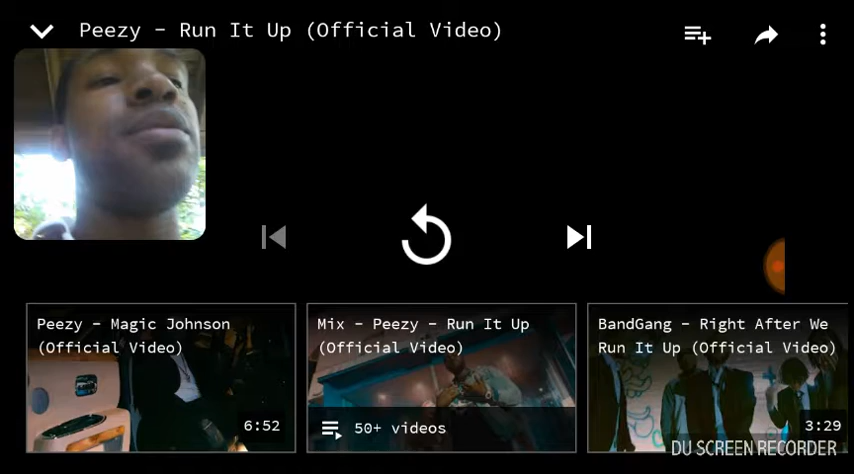 Peezy - Run It Up (Official Video)
Peezy - Magic Johnson
(Official Video)
6:52
Mix - Peezy - Run It Up
(Official Video)
50+ videos
BandGang - Right After We
Run It Up (Official Video)
3:29
DU SCREEN RECORDER